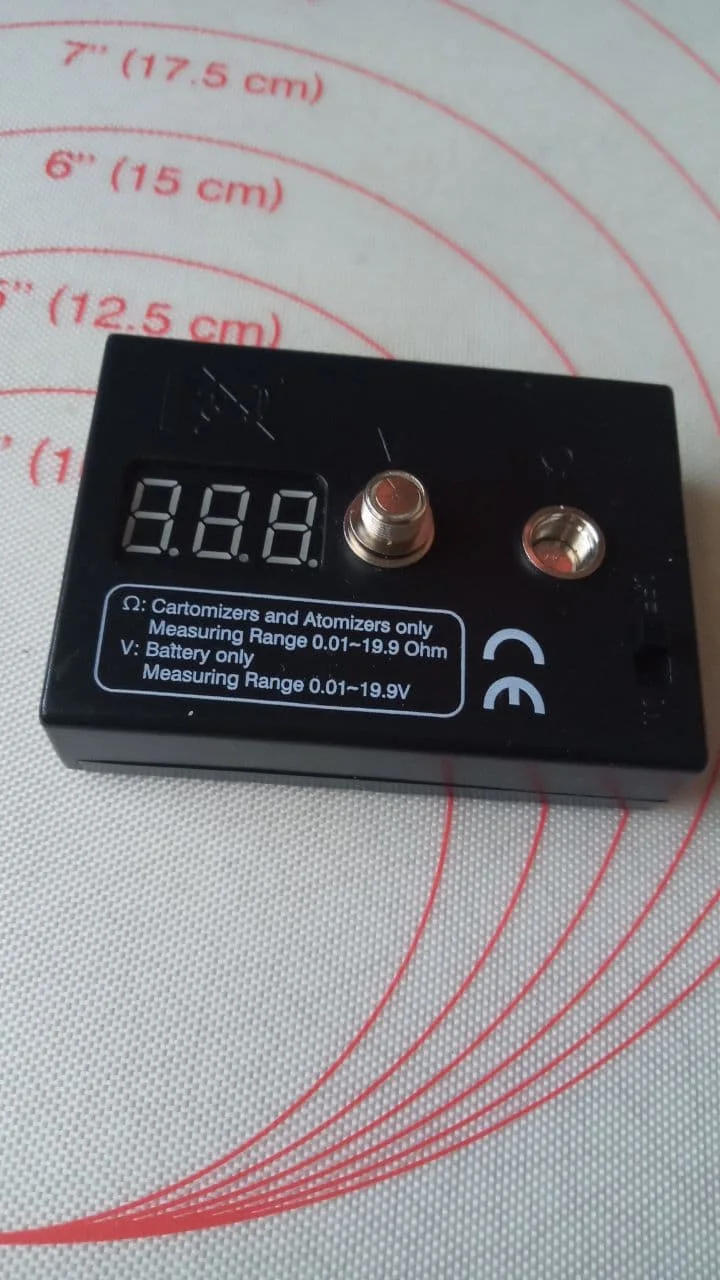 7” (17.5 cm)
6” (15 cm)
” (12.5 cm)
V
Ω
Ω: Cartomizers and Atomizers only
Measuring Range 0.01~19.9 Ohm
V: Battery only
Measuring Range 0.01~19.9V
CE